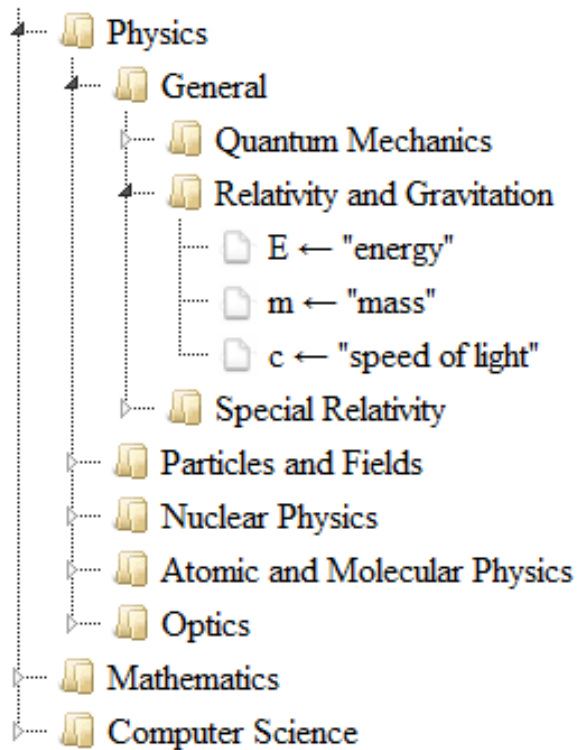 Physics
General
Quantum Mechanics
Relativity and Gravitation
E ← "energy"
m ← "mass"
c ← "speed of light"
Special Relativity
Particles and Fields
Nuclear Physics
Atomic and Molecular Physics
Optics
Mathematics
Computer Science